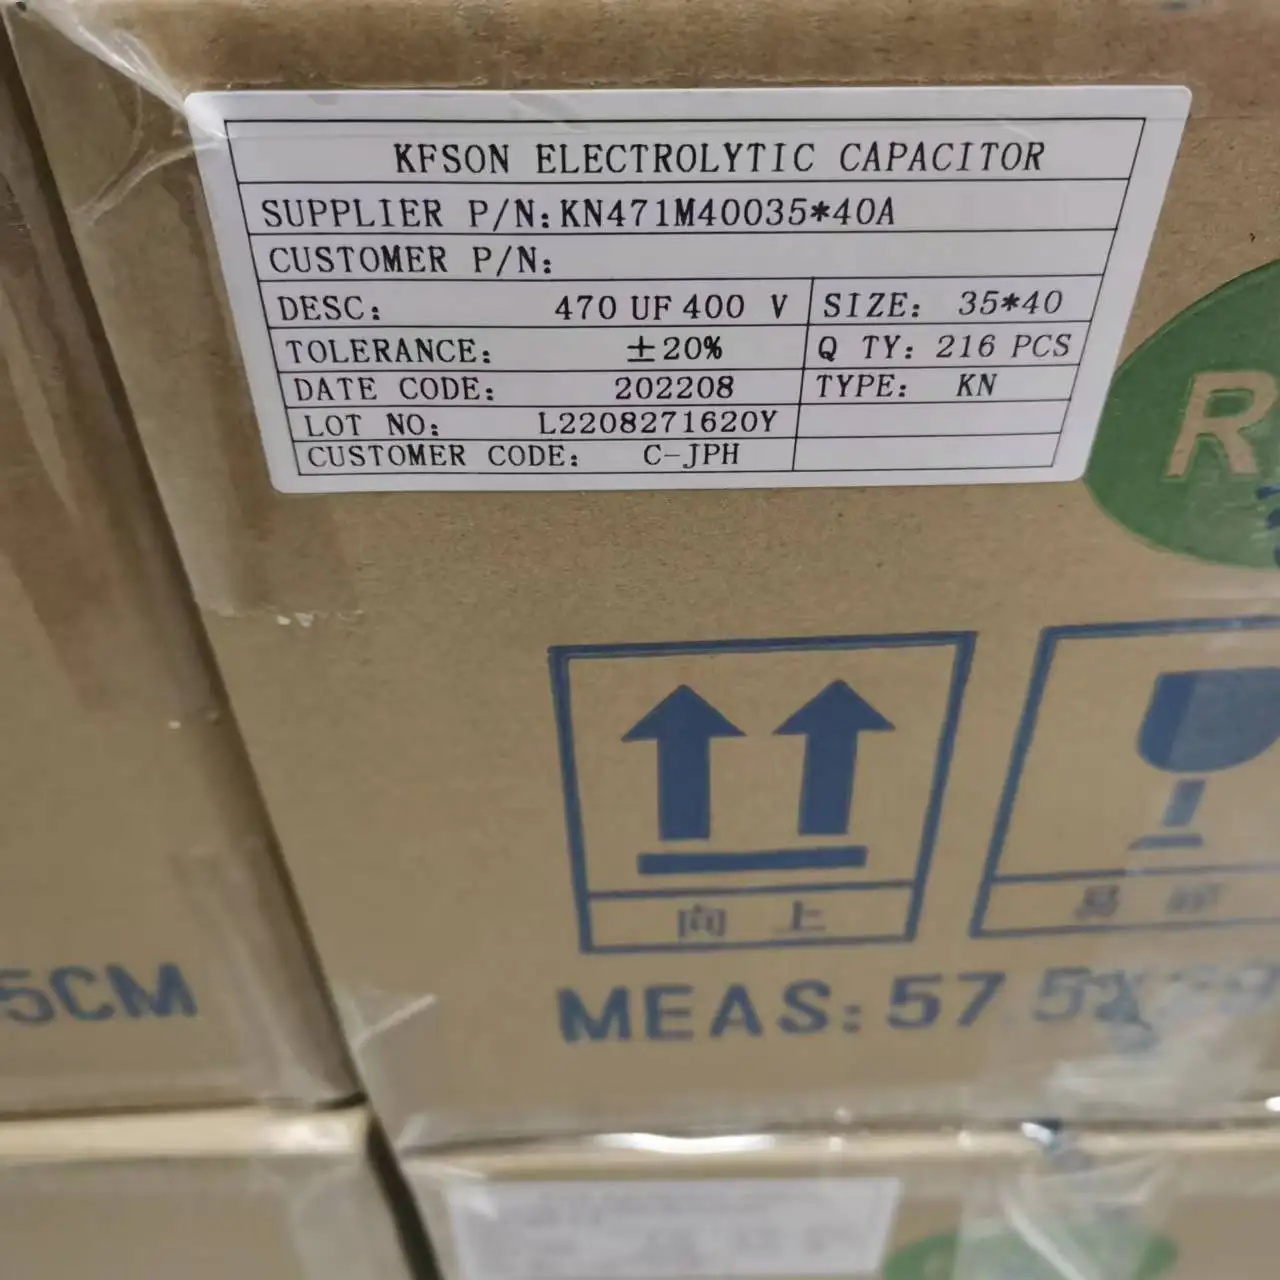 KFSON ELECTROLYTIC CAPACITOR
SUPPLIER P/N:KN471M40035*40A
CUSTOMER P/N:
DESC: 470 UF 400 V SIZE: 35*40
TOLERANCE: ±20% Q TY: 216 PCS
DATE CODE: 202208 TYPE: KN
LOT NO: L2208271620Y
CUSTOMER CODE: C-JPH
R
向上
5CM
MEAS:57.5X